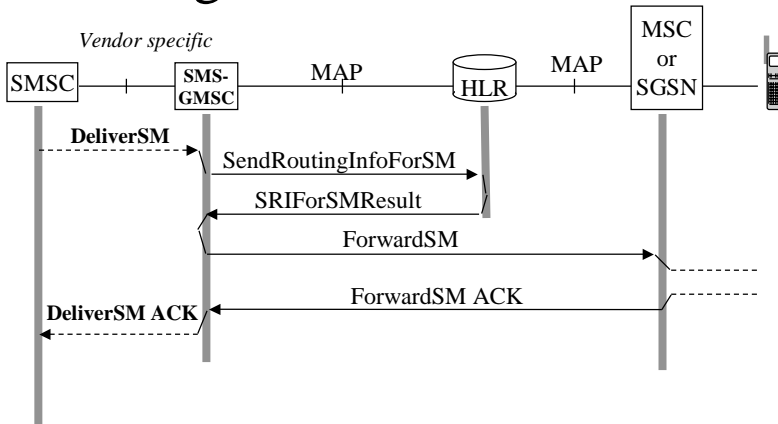 Vendor specific
SMSC
SMS-
GMSC
MAP
HLR
MAP
MSC
or
SGSN
DeliverSM
SendRoutingInfoForSM
SRIForSMResult
ForwardSM
ForwardSM ACK
DeliverSM ACK